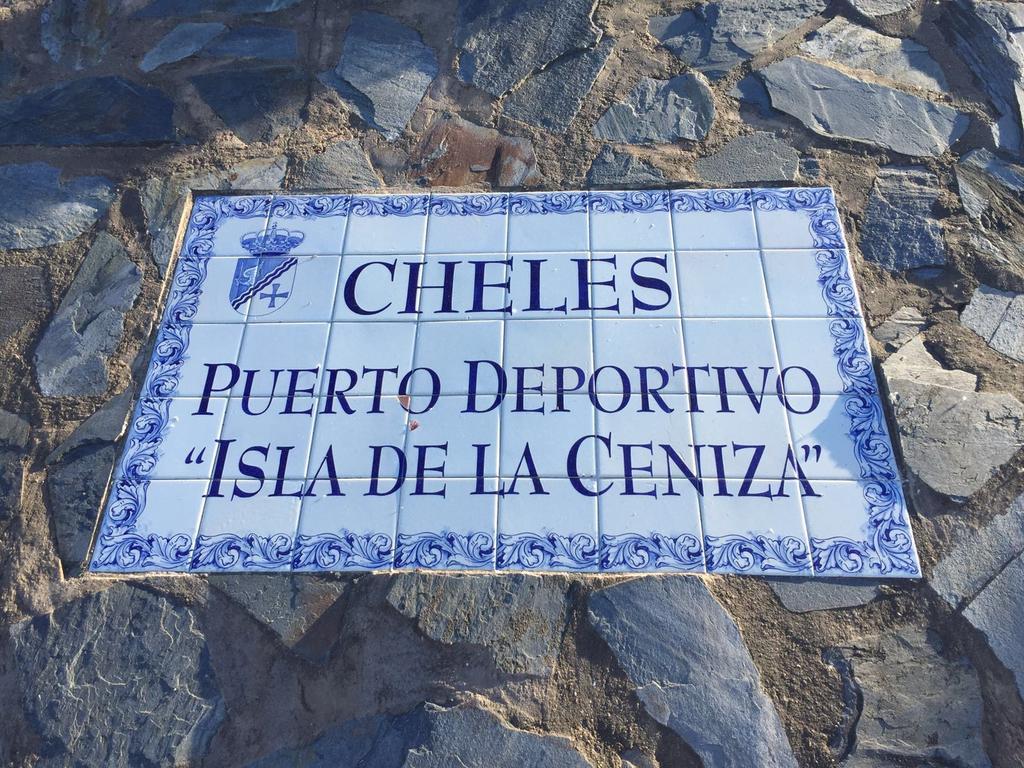 CHELES
PUERTO DEPORTIVO
“ISLA DE LA CENIZA”